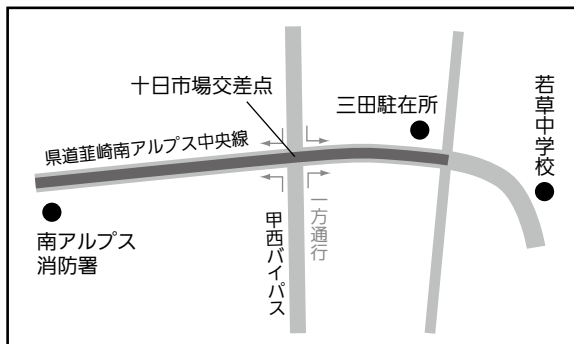 十日市場交差点
三田駐在所
若草中学校
県道韮崎南アルプス中央線
南アルプス
消防署
甲西バイパス
一方通行